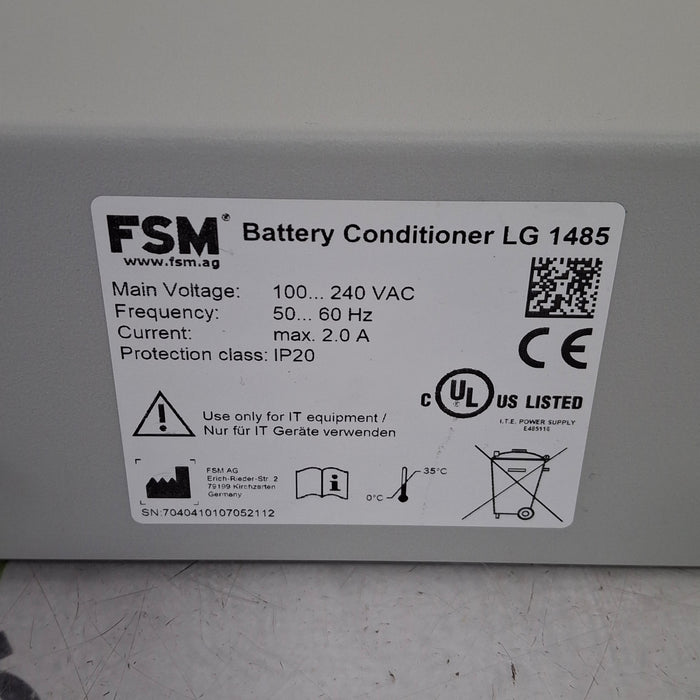 FSM® Battery Conditioner LG 1485
www.fsm.ag
Main Voltage: 100... 240 VAC
Frequency: 50... 60 Hz
Current: max. 2.0 A
Protection class: IP20
CE
C UL US LISTED
I.T.E. POWER SUPPLY
E485110
Use only for IT equipment /
Nur für IT Geräte verwenden
FSM AG
Erich-Rieder-Str. 2
79199 Kirchzarten
Germany
35°C
0°C
SN:7040410107052112